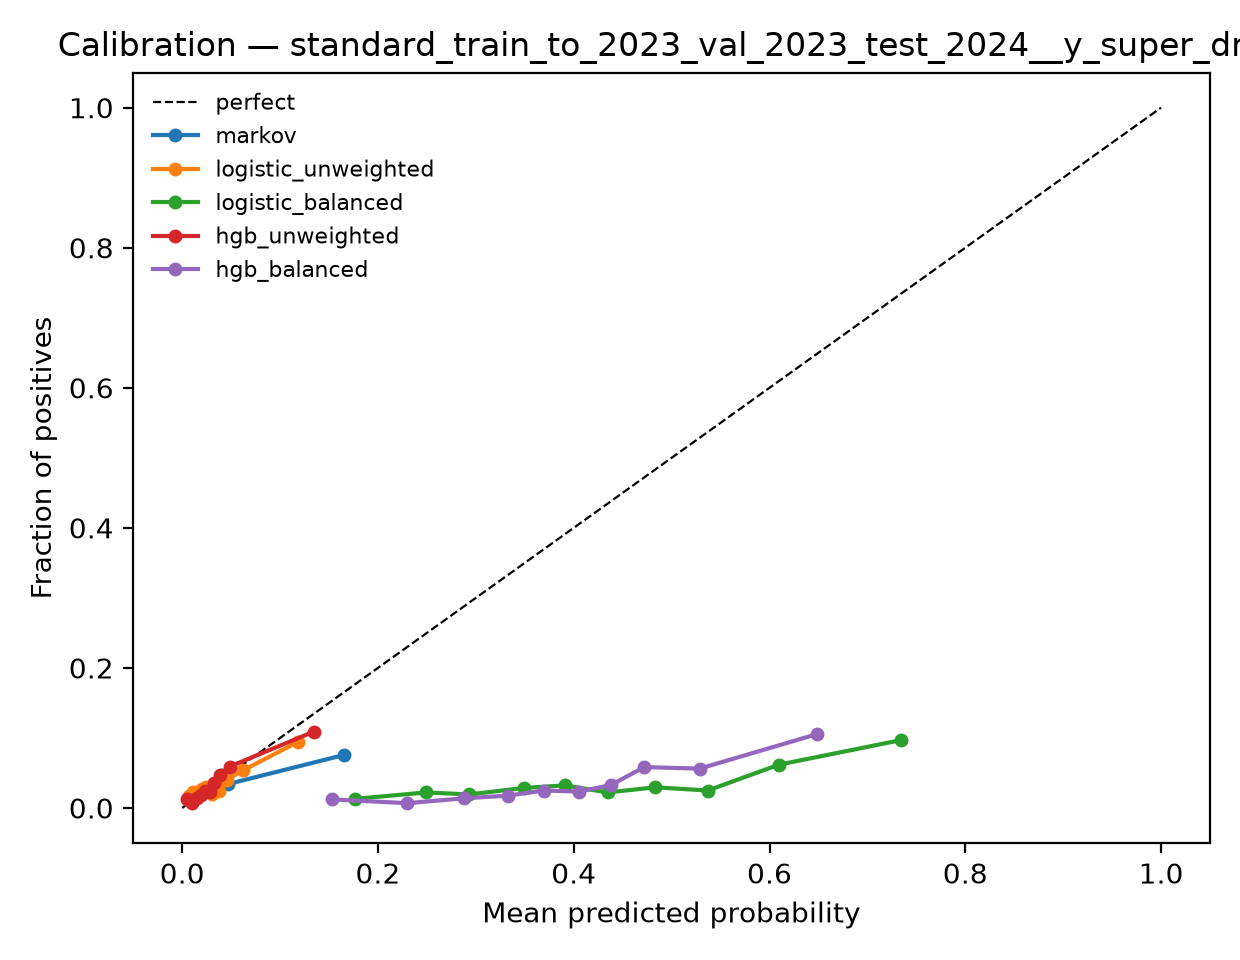 Calibration — standard_train_to_2023_val_2023_test_2024__y_super_dr
perfect
markov
logistic_unweighted
logistic_balanced
hgb_unweighted
hgb_balanced
Fraction of positives
1.0
0.8
0.6
0.4
0.2
0.0
0.0 0.2 0.4 0.6 0.8 1.0
Mean predicted probability